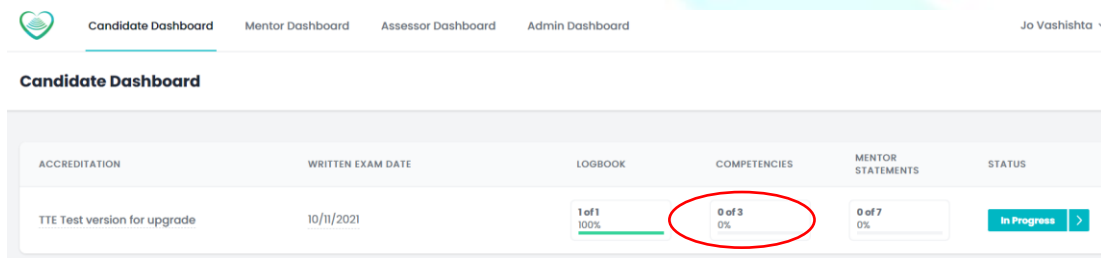 Candidate Dashboard Mentor Dashboard Assessor Dashboard Admin Dashboard Jo Vashishta
Candidate Dashboard
ACCREDITATION WRITTEN EXAM DATE LOGBOOK COMPETENCIES MENTOR STATEMENTS STATUS
TTE Test version for upgrade 10/11/2021 1 of 1 0 of 3 0 of 7 In Progress
100% 0% 0%